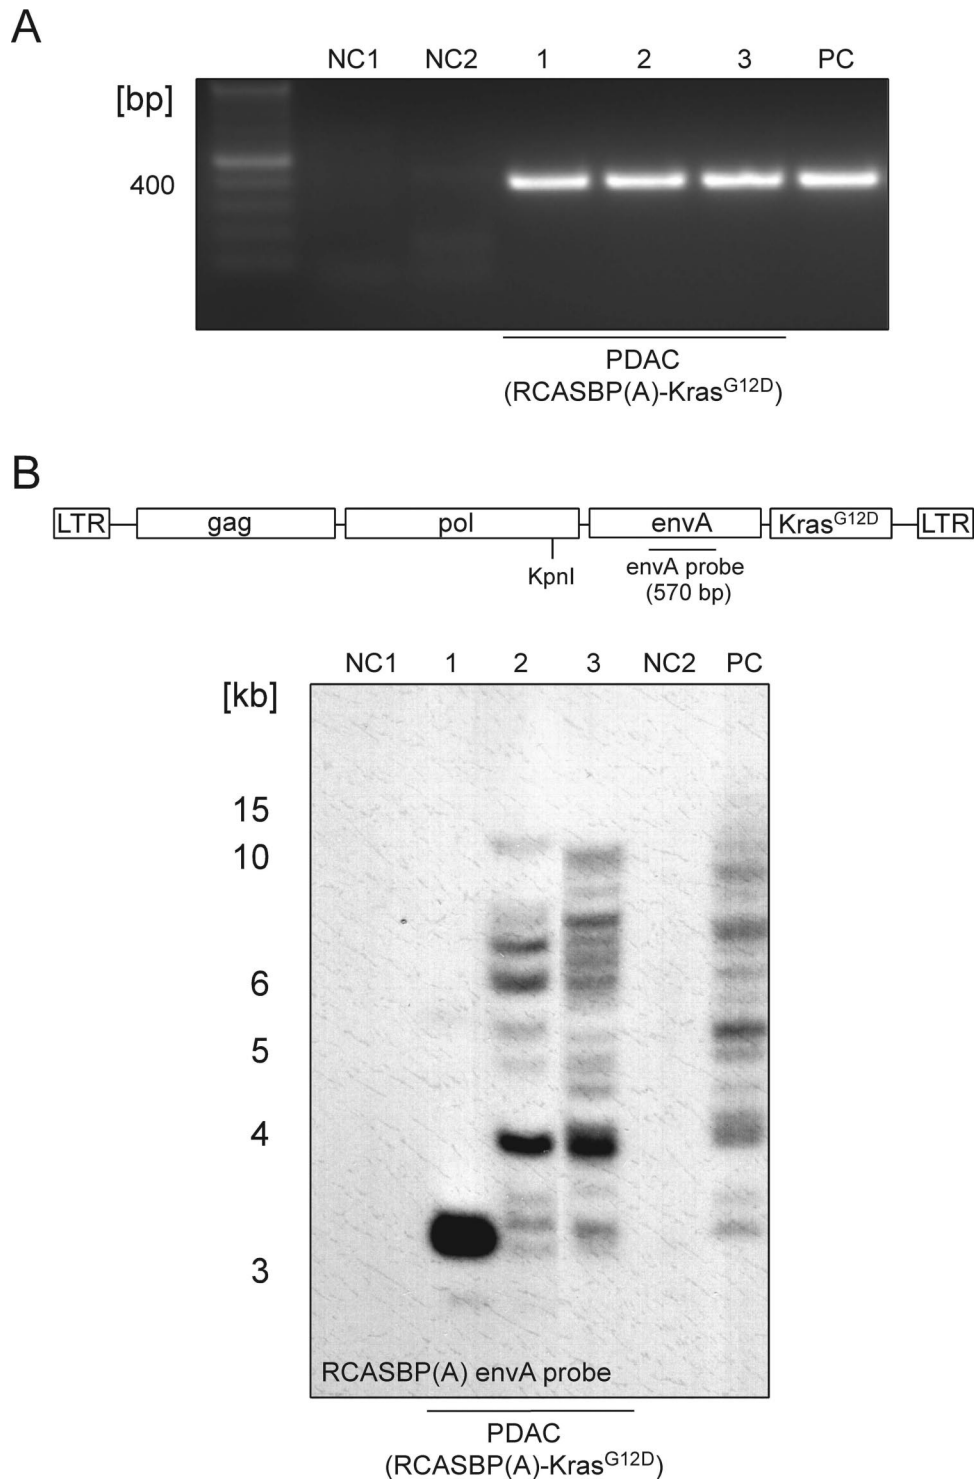 A
NC1 NC2 1 2 3 PC
[bp]
400
PDAC
(RCASBP(A)-KrasG12D)
B
LTR gag pol envA KrasG12D LTR
KpnI
envA probe
(570 bp)
NC1 1 2 3 NC2 PC
[kb]
15
10
6
5
4
3
RCASBP(A) envA probe
PDAC
(RCASBP(A)-KrasG12D)